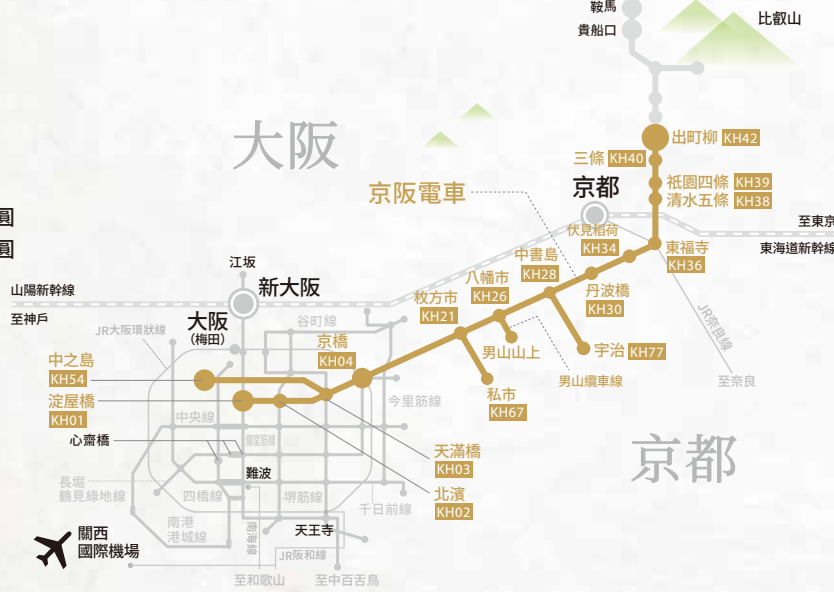 鞍馬
貴船口
比叡山
大阪
出町柳 KH42
三條 KH40
祇園四條 KH39
清水五條 KH38
京阪電車
京都
圓
圓
伏見稻荷
KH34
至東京
東海道新幹線
東福寺
KH36
中書島
KH28
江坂
新大阪
八幡市
KH26
丹波橋
KH30
山陽新幹線
至神戶
枚方市
KH21
JR大阪環狀線
大阪
(梅田)
谷町線
京橋
KH04
JR奈良線
男山山上
宇治 KH77
中之島
KH54
男山纜車線
至奈良
淀屋橋
KH01
私市
KH67
今里筋線
中央線
心齋橋
御堂筋線
天滿橋
KH03
京都
難波
長堀
鶴見綠地線
四橋線
堺筋線
北濱
KH02
千日前線
南港
港城線
南海線
天王寺
關西
國際機場
JR阪和線
至和歌山
至中百舌鳥